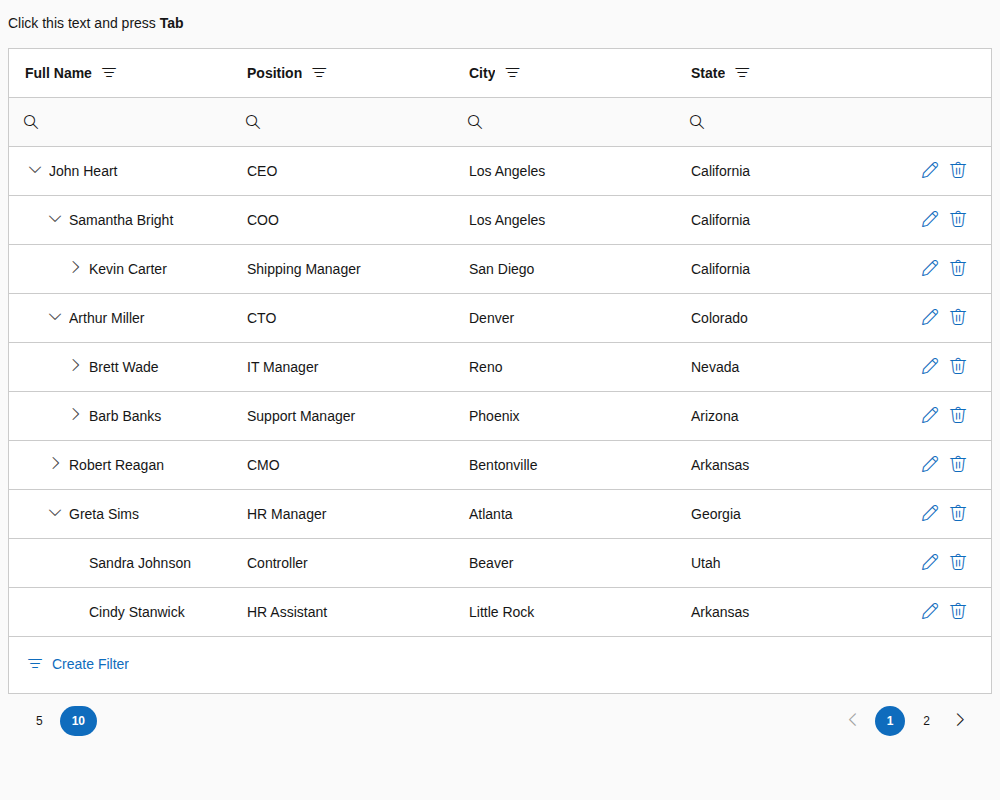 Click this text and press Tab
Full Name Position City State
John Heart CEO Los Angeles California
Samantha Bright COO Los Angeles California
Kevin Carter Shipping Manager San Diego California
Arthur Miller CTO Denver Colorado
Brett Wade IT Manager Reno Nevada
Barb Banks Support Manager Phoenix Arizona
Robert Reagan CMO Bentonville Arkansas
Greta Sims HR Manager Atlanta Georgia
Sandra Johnson Controller Beaver Utah
Cindy Stanwick HR Assistant Little Rock Arkansas
Create Filter
5 10 1 2